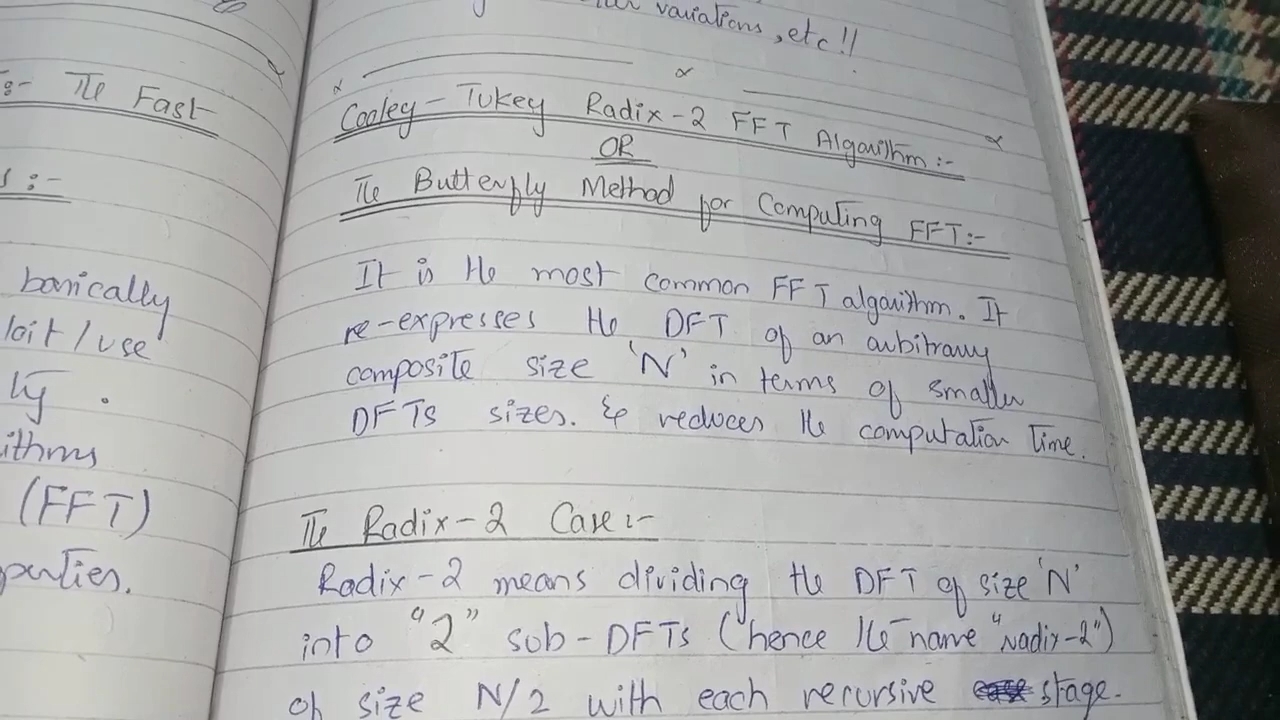 :- The Fast
s:-
basically
loit/use
ity.
ithms
(FFT)
perties.
variations, etc!!
Cooley-Tukey Radix-2 FFT Algorithm:-
OR
The Butterfly Method for Computing FFT:-
It is the most common FFT algorithm. It
re-expresses the DFT of an arbitrary
composite size 'N' in terms of smaller
DFTs sizes. & reduces the computation time.
The Radix-2 Case:-
Radix-2 means dividing the DFT of size 'N'
into "2" sub-DFTs (hence the name "radix-2")
of size N/2 with each recursive stage.